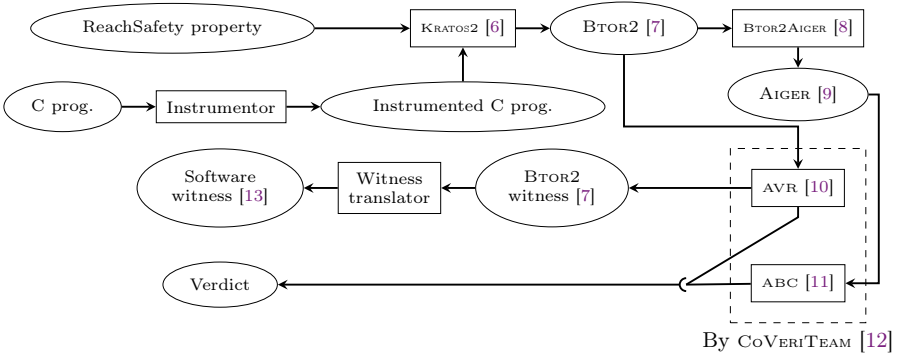 ReachSafety property
Kratos2 [6]
Btor2 [7]
Btor2Aiger [8]
C prog.
Instrumentor
Instrumented C prog.
Aiger [9]
Software
witness [13]
Witness
translator
Btor2
witness [7]
AVR [10]
Verdict
ABC [11]
By CoVeriTeam [12]